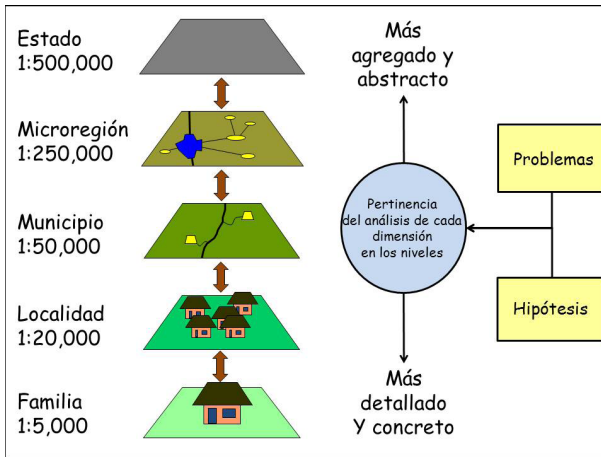 Estado
1:500,000
Microregión
1:250,000
Municipio
1:50,000
Localidad
1:20,000
Familia
1:5,000
Más
agregado y
abstracto
Pertinencia
del análisis de cada
dimensión
en los niveles
Más
detallado
Y concreto
Problemas
Hipótesis